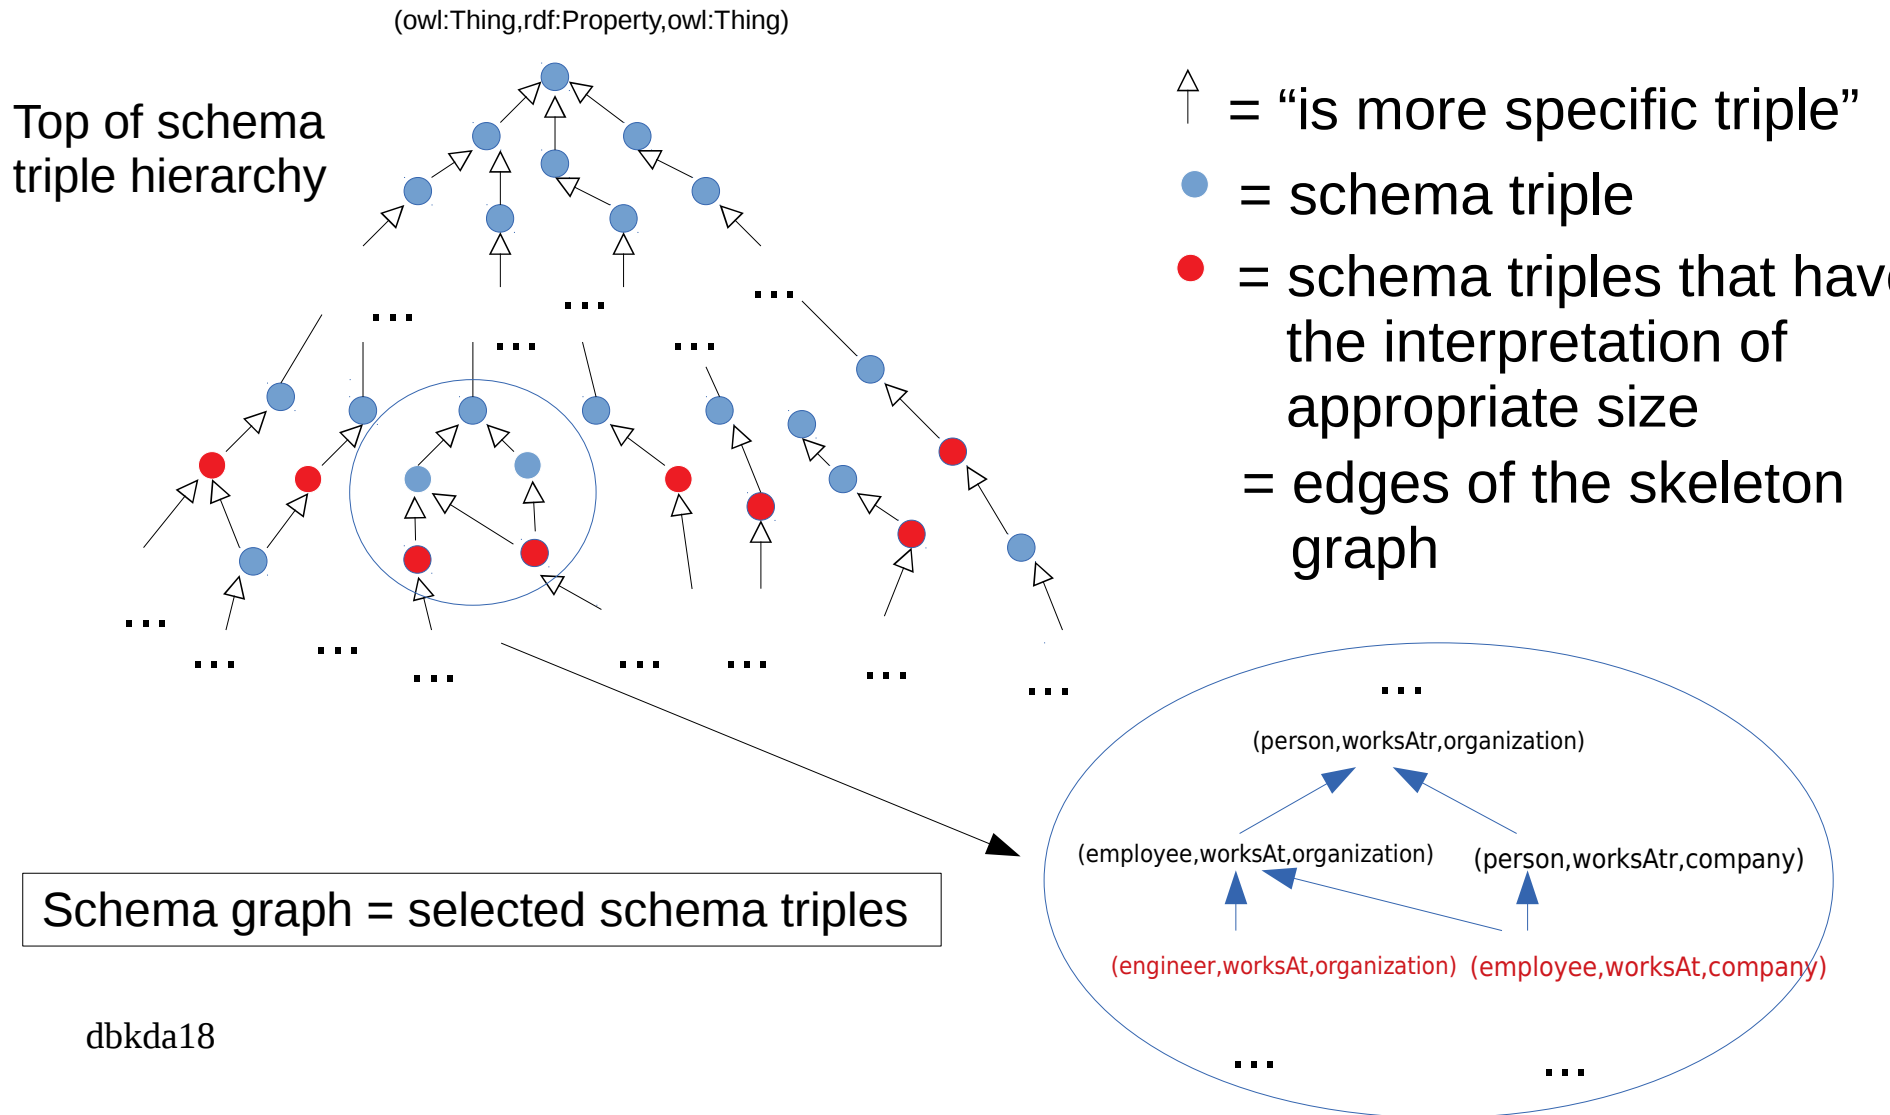 (owl:Thing,rdf:Property,owl:Thing)
Top of schema
triple hierarchy
= “is more specific triple”
= schema triple
= schema triples that have
the interpretation of
appropriate size
= edges of the skeleton
graph
...
...
...
...
...
...
...
...
...
...
...
...
...
...
(person,worksAtr,organization)
(employee,worksAt,organization)
(person,worksAtr,company)
(engineer,worksAt,organization)
(employee,worksAt,company)
...
...
Schema graph = selected schema triples
dbkda18